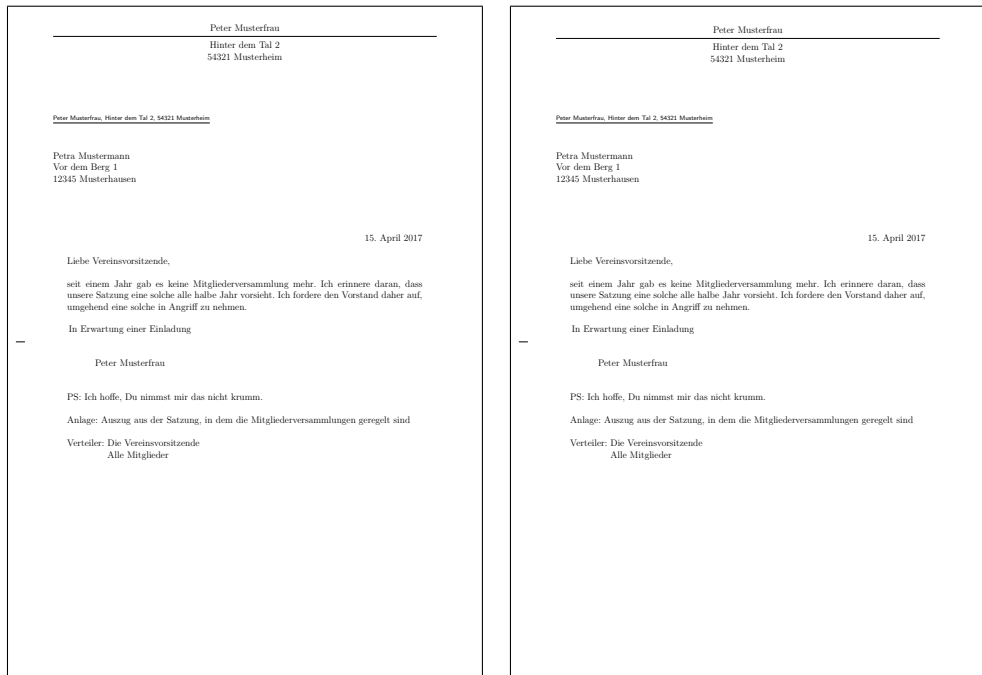 Peter Musterfrau
Hinter dem Tal 2
54321 Musterheim
Peter Musterfrau, Hinter dem Tal 2, 54321 Musterheim
Petra Mustermann
Vor dem Berg 1
12345 Musterhausen
15. April 2017
Liebe Vereinsvorsitzende,
seit einem Jahr gab es keine Mitgliederversammlung mehr. Ich erinnere daran, dass
unsere Satzung eine solche alle halbe Jahr vorsieht. Ich fordere den Vorstand daher auf,
umgehend eine solche in Angriff zu nehmen.
In Erwartung einer Einladung
Peter Musterfrau
PS: Ich hoffe, Du nimmst mir das nicht krumm.
Anlage: Auszug aus der Satzung, in dem die Mitgliederversammlungen geregelt sind
Verteiler: Die Vereinsvorsitzende
Alle Mitglieder
Peter Musterfrau
Hinter dem Tal 2
54321 Musterheim
Peter Musterfrau, Hinter dem Tal 2, 54321 Musterheim
Petra Mustermann
Vor dem Berg 1
12345 Musterhausen
15. April 2017
Liebe Vereinsvorsitzende,
seit einem Jahr gab es keine Mitgliederversammlung mehr. Ich erinnere daran, dass
unsere Satzung eine solche alle halbe Jahr vorsieht. Ich fordere den Vorstand daher auf,
umgehend eine solche in Angriff zu nehmen.
In Erwartung einer Einladung
Peter Musterfrau
PS: Ich hoffe, Du nimmst mir das nicht krumm.
Anlage: Auszug aus der Satzung, in dem die Mitgliederversammlungen geregelt sind
Verteiler: Die Vereinsvorsitzende
Alle Mitglieder